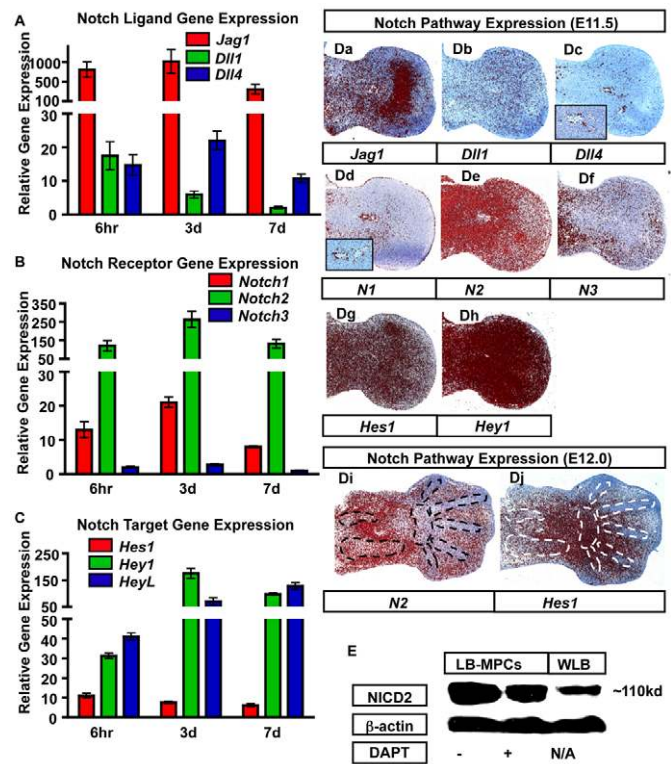 A
Notch Ligand Gene Expression
Jag1
Dll1
Dll4
Relative Gene Expression
1000
500
100
30
20
10
0
6hr 3d 7d
B
Notch Receptor Gene Expression
Notch1
Notch2
Notch3
Relative Gene Expression
350
250
150
50
30
20
10
0
6hr 3d 7d
C
Notch Target Gene Expression
Hes1
Hey1
HeyL
Relative Gene Expression
250
150
50
50
40
30
20
10
0
6hr 3d 7d
Notch Pathway Expression (E11.5)
Da Db Dc
Jag1 Dll1 Dll4
Dd De Df
N1 N2 N3
Dg Dh
Hes1 Hey1
Notch Pathway Expression (E12.0)
Di Dj
N2 Hes1
E
LB-MPCs WLB
NICD2 ~110kd
β-actin
DAPT - + N/A